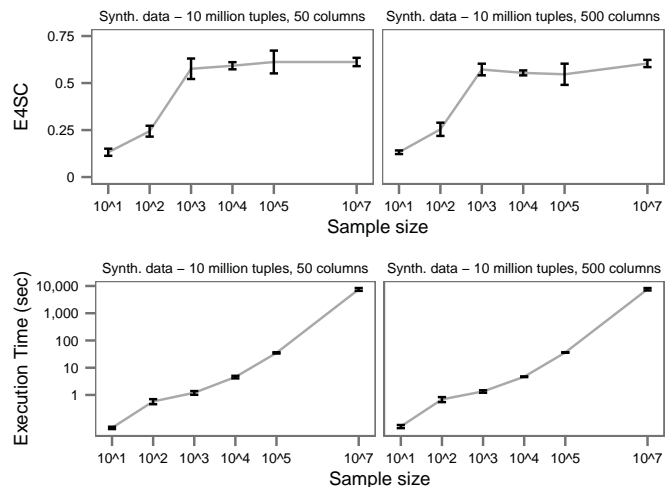 Synth. data − 10 million tuples, 50 columns
Synth. data − 10 million tuples, 500 columns
E4SC
0.75
0.5
0.25
0
10^1 10^2 10^3 10^4 10^5 10^7
10^1 10^2 10^3 10^4 10^5 10^7
Sample size
Synth. data − 10 million tuples, 50 columns
Synth. data − 10 million tuples, 500 columns
Execution Time (sec)
10,000
1,000
100
10
1
10^1 10^2 10^3 10^4 10^5 10^7
10^1 10^2 10^3 10^4 10^5 10^7
Sample size